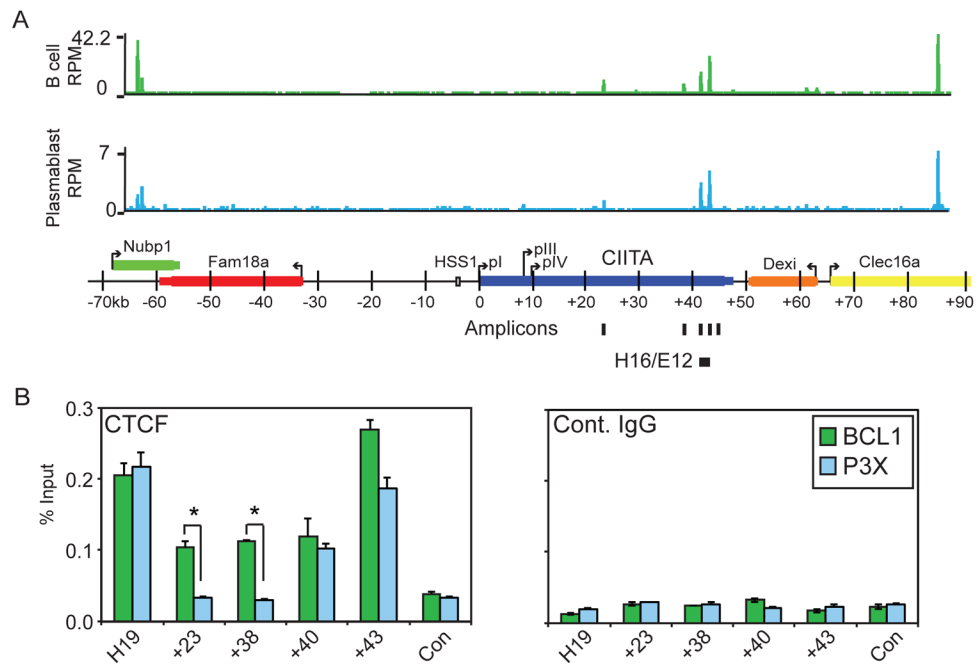 A
B cell
RPM
42.2
0
Plasmablast
RPM
7
0
Nubp1
Fam18a
HSS1
pI
pIII
pIV
CIITA
Dexi
Clec16a
-70kb -60 -50 -40 -30 -20 -10 0 +10 +20 +30 +40 +50 +60 +70 +80 +90
Amplicons
H16/E12
B
CTCF
% Input
0.3
0.2
0.1
0.0
* *
H19 +23 +38 +40 +43 Con
Cont. IgG
BCL1
P3X
H19 +23 +38 +40 +43 Con